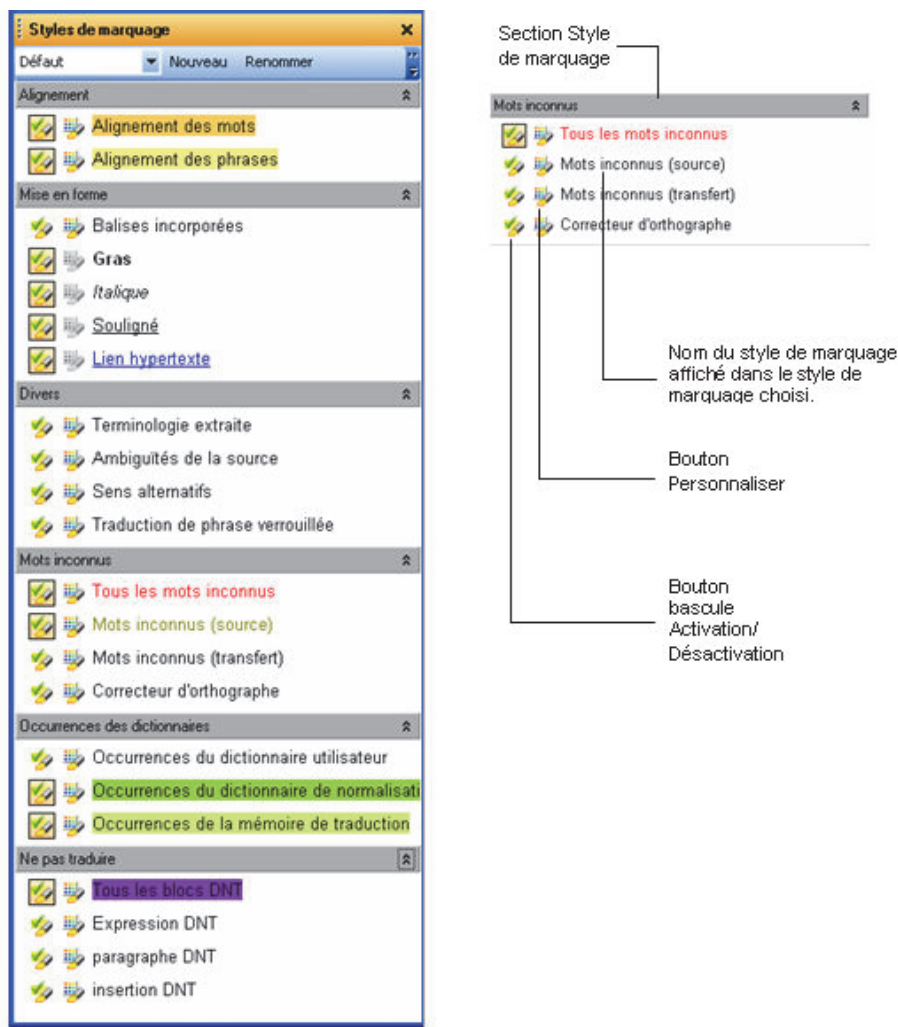 Styles de marquage
Défaut Nouveau Renommer
Alignement
Alignement des mots
Alignement des phrases
Mise en forme
Balises incorporées
Gras
Italique
Souligné
Lien hypertexte
Divers
Terminologie extraite
Ambiguïtés de la source
Sens alternatifs
Traduction de phrase verrouillée
Mots inconnus
Tous les mots inconnus
Mots inconnus (source)
Mots inconnus (transfert)
Correcteur d'orthographe
Occurrences des dictionnaires
Occurrences du dictionnaire utilisateur
Occurrences du dictionnaire de normalisati
Occurrences de la mémoire de traduction
Ne pas traduire
Tous les blocs DNT
Expression DNT
paragraphe DNT
insertion DNT
Section Style
de marquage
Mots inconnus
Tous les mots inconnus
Mots inconnus (source)
Mots inconnus (transfert)
Correcteur d'orthographe
Nom du style de marquage
affiché dans le style de
marquage choisi.
Bouton
Personnaliser
Bouton
bascule
Activation/
Désactivation